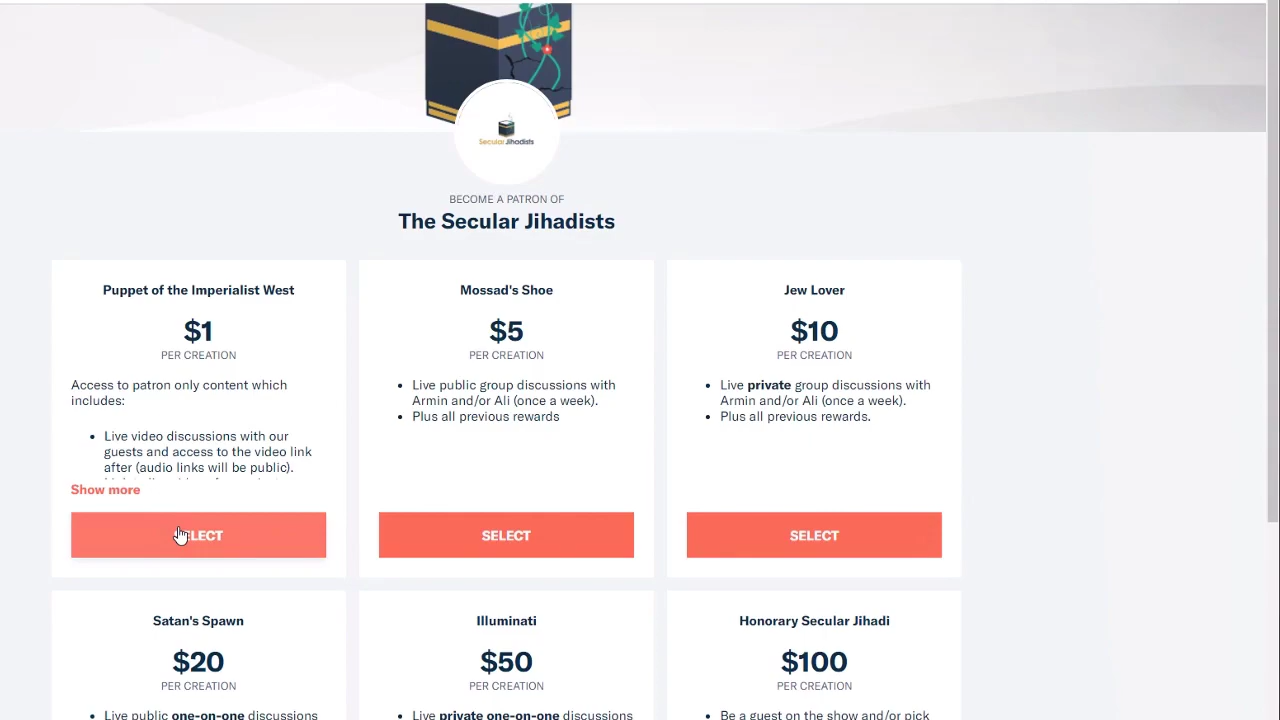 Secular Jihadists
BECOME A PATRON OF
The Secular Jihadists
Puppet of the Imperialist West
$1
PER CREATION
Access to patron only content which
includes:
• Live video discussions with our
guests and access to the video link
after (audio links will be public).
Show more
SELECT
Mossad's Shoe
$5
PER CREATION
• Live public group discussions with
Armin and/or Ali (once a week).
• Plus all previous rewards
SELECT
Jew Lover
$10
PER CREATION
• Live private group discussions with
Armin and/or Ali (once a week).
• Plus all previous rewards.
SELECT
Satan's Spawn
$20
PER CREATION
• Live public one-on-one discussions
Illuminati
$50
PER CREATION
• Live private one-on-one discussions
Honorary Secular Jihadi
$100
PER CREATION
• Be a guest on the show and/or pick